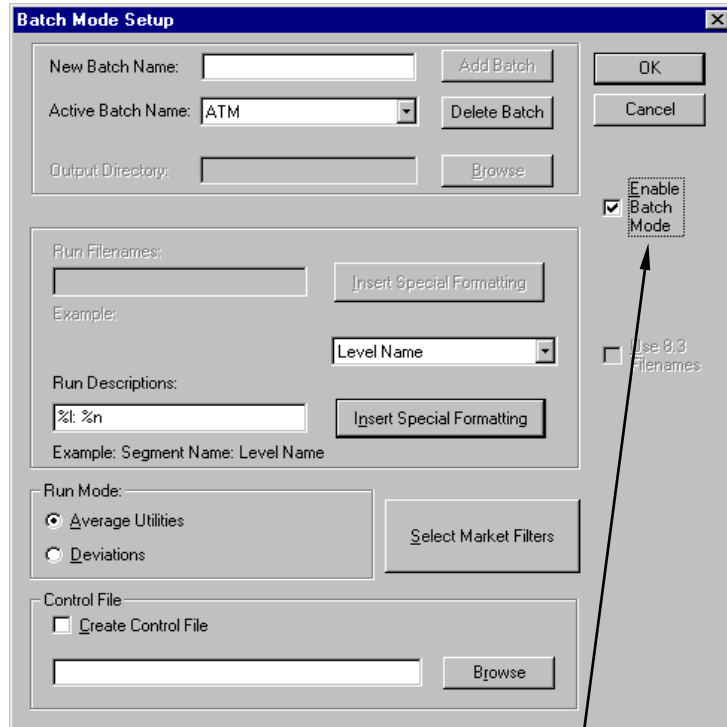 Batch Mode Setup
New Batch Name:
Add Batch
OK
Active Batch Name:
ATM
Delete Batch
Cancel
Output Directory:
Browse
Enable
Batch
Mode
Run Filenames:
Insert Special Formatting
Example:
Level Name
Use 8.3
Filenames
Run Descriptions:
%l: %n
Insert Special Formatting
Example: Segment Name: Level Name
Run Mode:
Average Utilities
Deviations
Select Market Filters
Control File
Create Control File
Browse